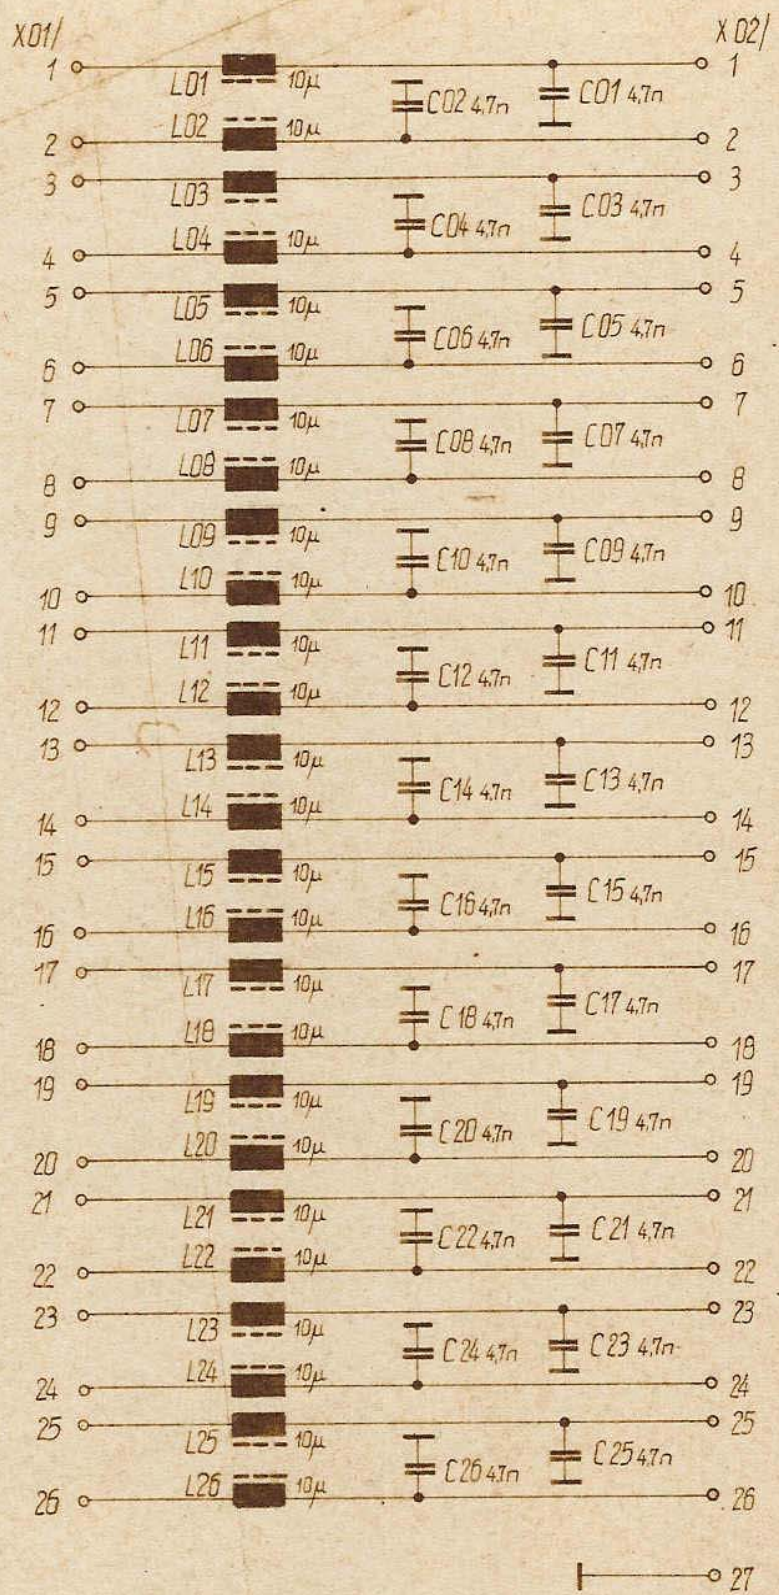 X01/ X02/
1 L01 10μ C01 4,7n 1
2 L02 10μ C02 4,7n 2
3 L03 C03 4,7n 3
4 L04 10μ C04 4,7n 4
5 L05 10μ C05 4,7n 5
6 L06 10μ C06 4,7n 6
7 L07 10μ C07 4,7n 7
8 L08 10μ C08 4,7n 8
9 L09 10μ C09 4,7n 9
10 L10 10μ C10 4,7n 10
11 L11 10μ C11 4,7n 11
12 L12 10μ C12 4,7n 12
13 L13 10μ C13 4,7n 13
14 L14 10μ C14 4,7n 14
15 L15 10μ C15 4,7n 15
16 L16 10μ C16 4,7n 16
17 L17 10μ C17 4,7n 17
18 L18 10μ C18 4,7n 18
19 L19 10μ C19 4,7n 19
20 L20 10μ C20 4,7n 20
21 L21 10μ C21 4,7n 21
22 L22 10μ C22 4,7n 22
23 L23 10μ C23 4,7n 23
24 L24 10μ C24 4,7n 24
25 L25 10μ C25 4,7n 25
26 L26 10μ C26 4,7n 26
27